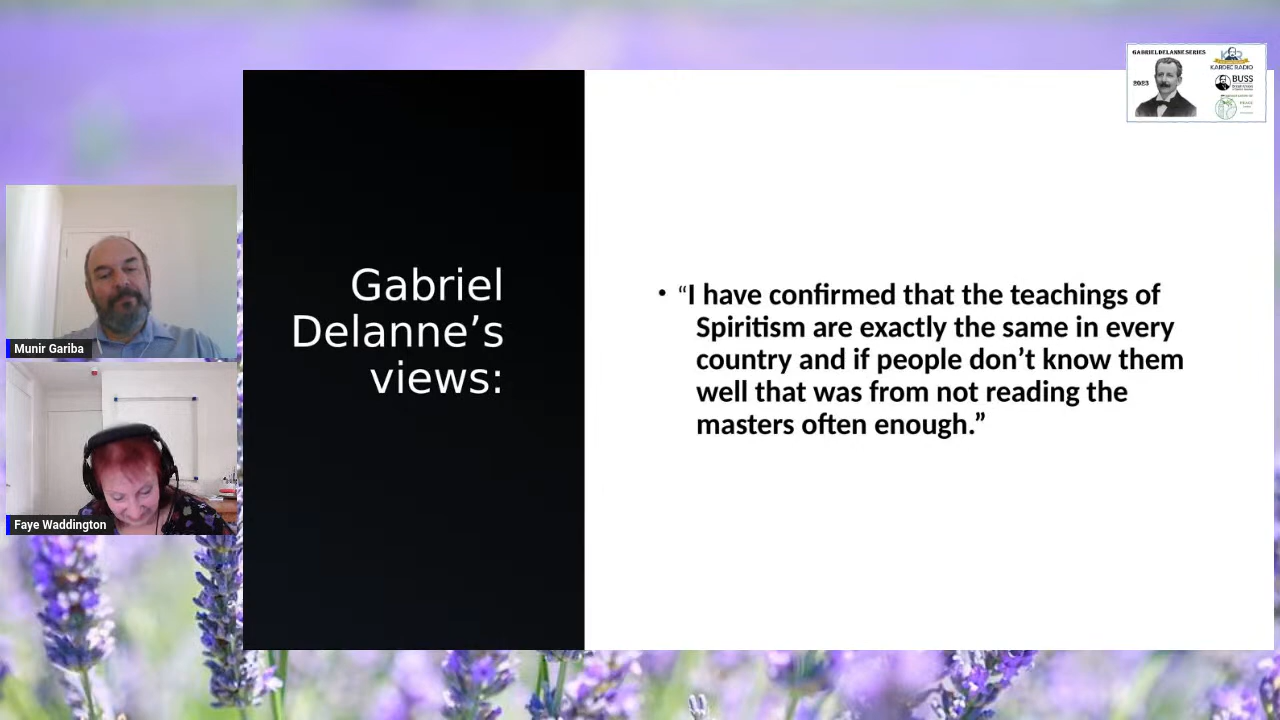 GABRIEL DELANNE SERIES
2023
KARDEC RADIO
BUSS
Munir Gariba
Faye Waddington
Gabriel
Delanne’s
views:
• “I have confirmed that the teachings of
Spiritism are exactly the same in every
country and if people don’t know them
well that was from not reading the
masters often enough.”